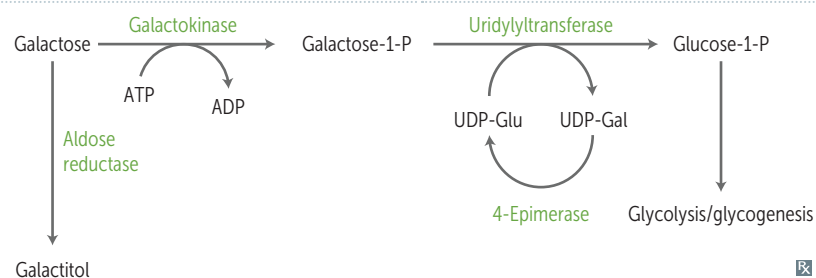 Galactokinase
Uridylyltransferase
Galactose
Galactose-1-P
Glucose-1-P
ATP
ADP
UDP-Glu
UDP-Gal
Aldose
reductase
4-Epimerase
Glycolysis/glycogenesis
Galactitol
Rx